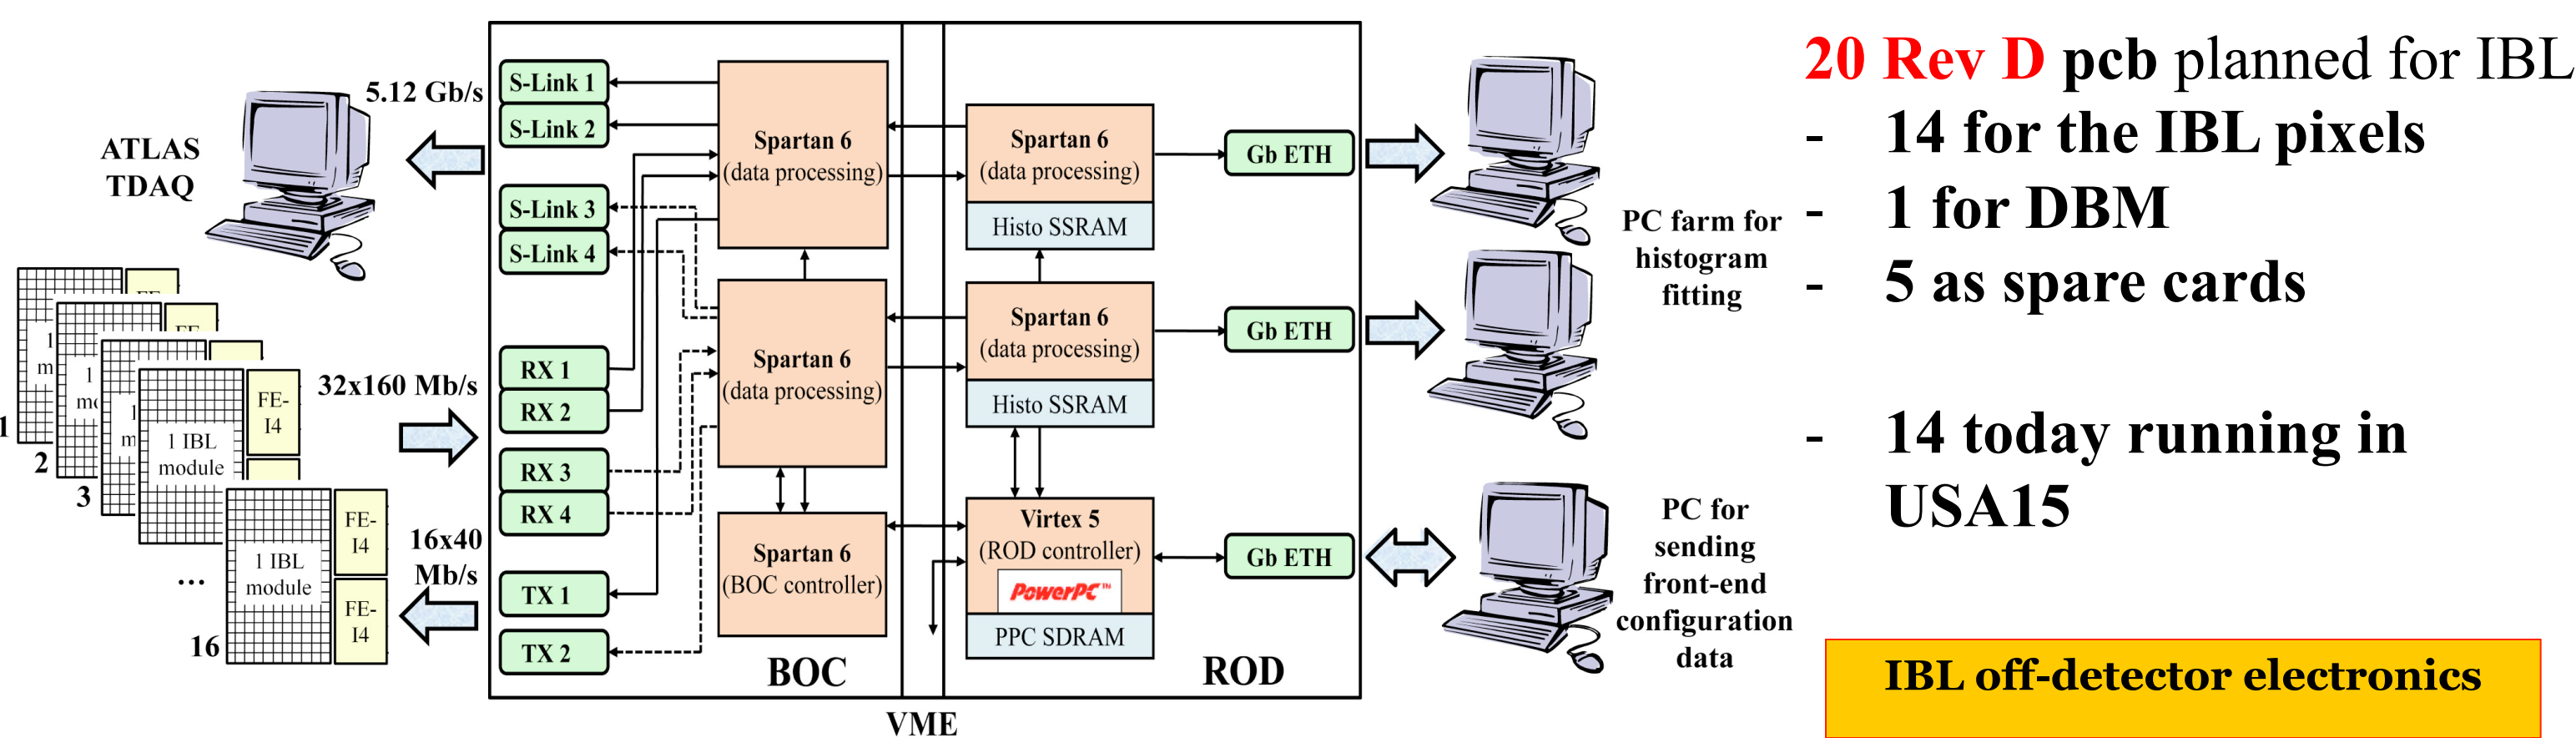 5.12 Gb/s
ATLAS
TDAQ
1
2
3
...
16
1 IBL
module
FE-
I4
1 IBL
module
FE-
I4
FE-
I4
32x160 Mb/s
16x40
Mb/s
S-Link 1
S-Link 2
S-Link 3
S-Link 4
RX 1
RX 2
RX 3
RX 4
TX 1
TX 2
Spartan 6
(data processing)
Spartan 6
(data processing)
Spartan 6
(BOC controller)
BOC
VME
Spartan 6
(data processing)
Histo SSRAM
Spartan 6
(data processing)
Histo SSRAM
Virtex 5
(ROD controller)
PowerPC™
PPC SDRAM
ROD
Gb ETH
Gb ETH
Gb ETH
PC farm for
histogram
fitting
PC for
sending
front-end
configuration
data
20 Rev D pcb planned for IBL
- 14 for the IBL pixels
- 1 for DBM
- 5 as spare cards
- 14 today running in
USA15
IBL off-detector electronics